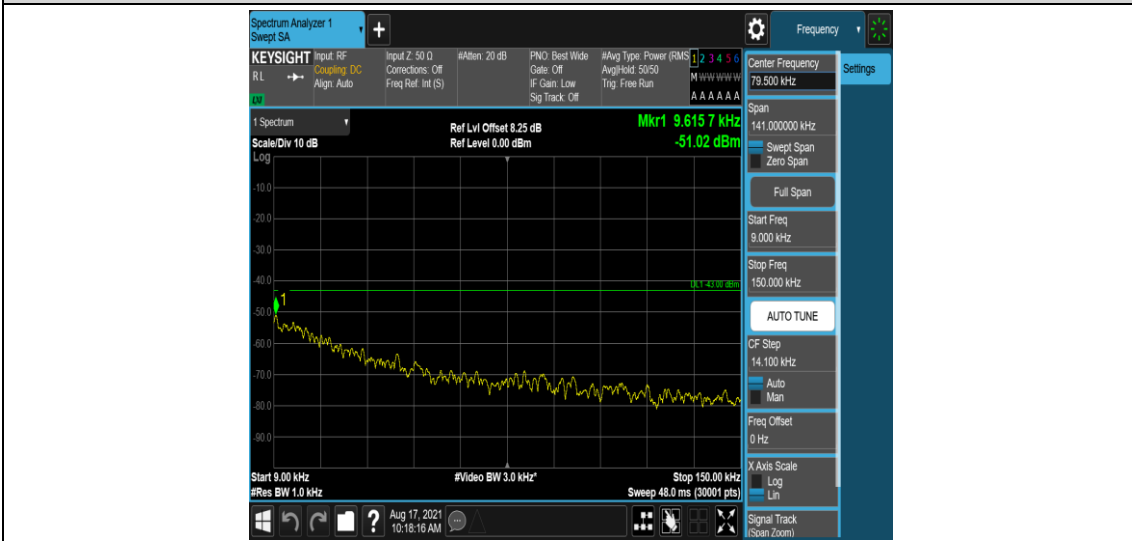 Spectrum Analyzer 1
Swept SA
+
Frequency
KEYSIGHT
Input: RF
Input Z: 50 Ω
#Atten: 20 dB
PNO: Best Wide
#Avg Type: Power (RMS
1 2 3 4 5 6
RL
Coupling: DC
Corrections: Off
Gate: Off
Avg|Hold: 50/50
M W W W W W
Align: Auto
Freq Ref: Int (S)
IF Gain: Low
Trig: Free Run
Sig Track: Off
A A A A A A
LXI
1 Spectrum
Ref Lvl Offset 8.25 dB
Mkr1 9.615 7 kHz
Scale/Div 10 dB
Ref Level 0.00 dBm
-51.02 dBm
Log
-10.0
-20.0
-30.0
-40.0
DL1 -43.00 dBm
1
-50.0
-60.0
-70.0
-80.0
-90.0
Start 9.00 kHz
#Video BW 3.0 kHz*
Stop 150.00 kHz
#Res BW 1.0 kHz
Sweep 48.0 ms (30001 pts)
?
Aug 17, 2021
10:18:16 AM
Center Frequency
79.500 kHz
Settings
Span
141.000000 kHz
Swept Span
Zero Span
Full Span
Start Freq
9.000 kHz
Stop Freq
150.000 kHz
AUTO TUNE
CF Step
14.100 kHz
Auto
Man
Freq Offset
0 Hz
X Axis Scale
Log
Lin
Signal Track
(Span Zoom)